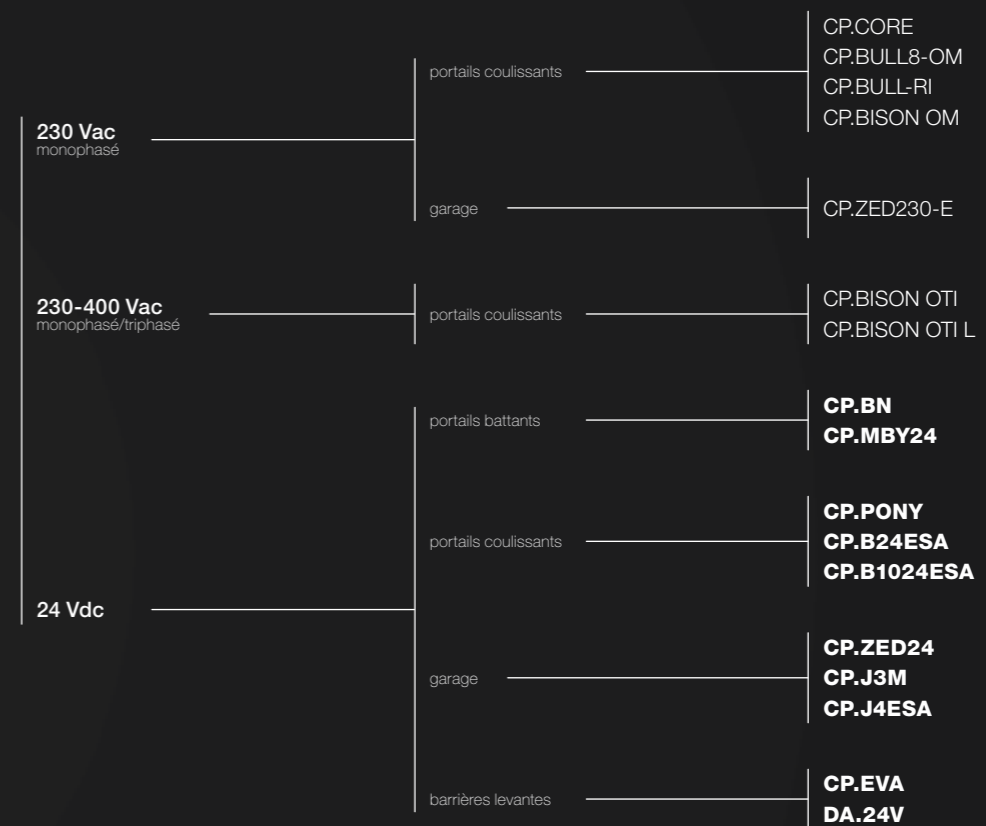 230 Vac
monophasé
portails coulissants
CP.CORE
CP.BULL8-OM
CP.BULL-RI
CP.BISON OM
garage
CP.ZED230-E
230-400 Vac
monophasé/triphasé
portails coulissants
CP.BISON OTI
CP.BISON OTI L
24 Vdc
portails battants
CP.BN
CP.MBY24
portails coulissants
CP.PONY
CP.B24ESA
CP.B1024ESA
garage
CP.ZED24
CP.J3M
CP.J4ESA
barrières levantes
CP.EVA
DA.24V